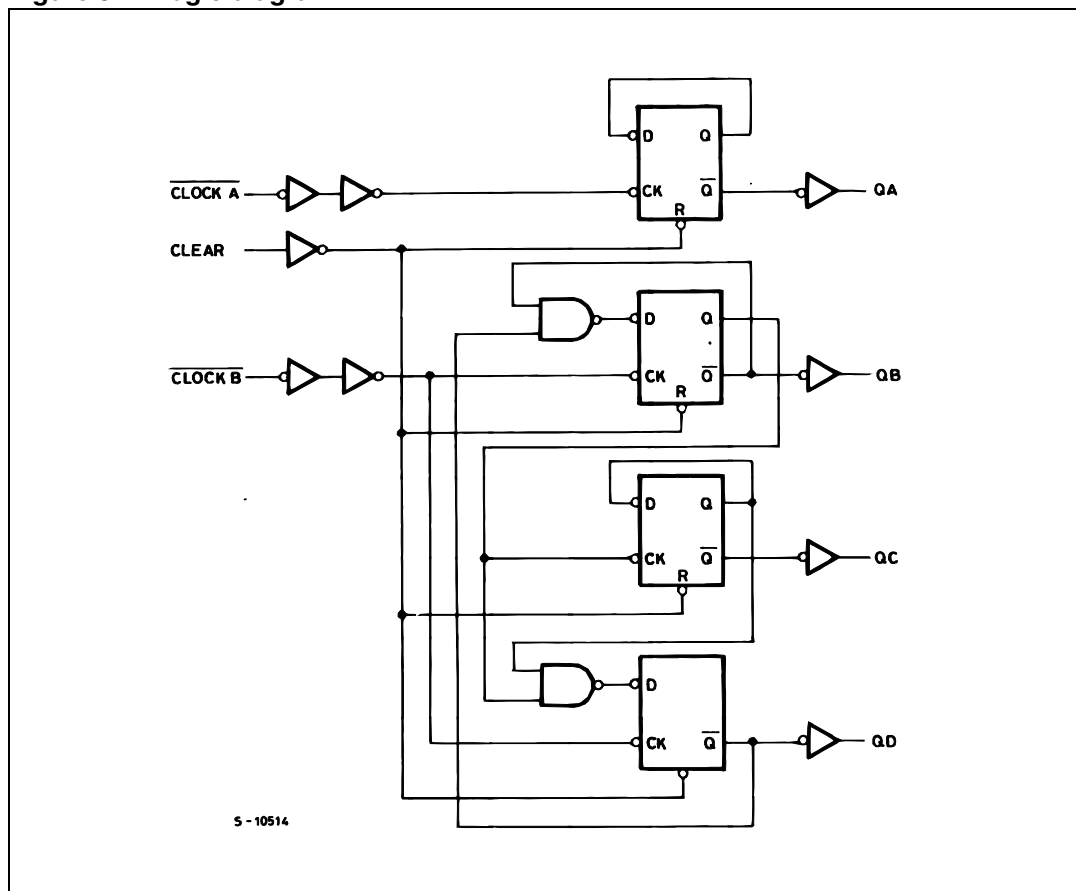 D Q
CLOCK A CK Q̅ QA
R
CLEAR
D Q
CLOCK B CK Q̅ QB
R
D Q
CK Q̅ QC
R
D
CK Q̅ QD
S-10514